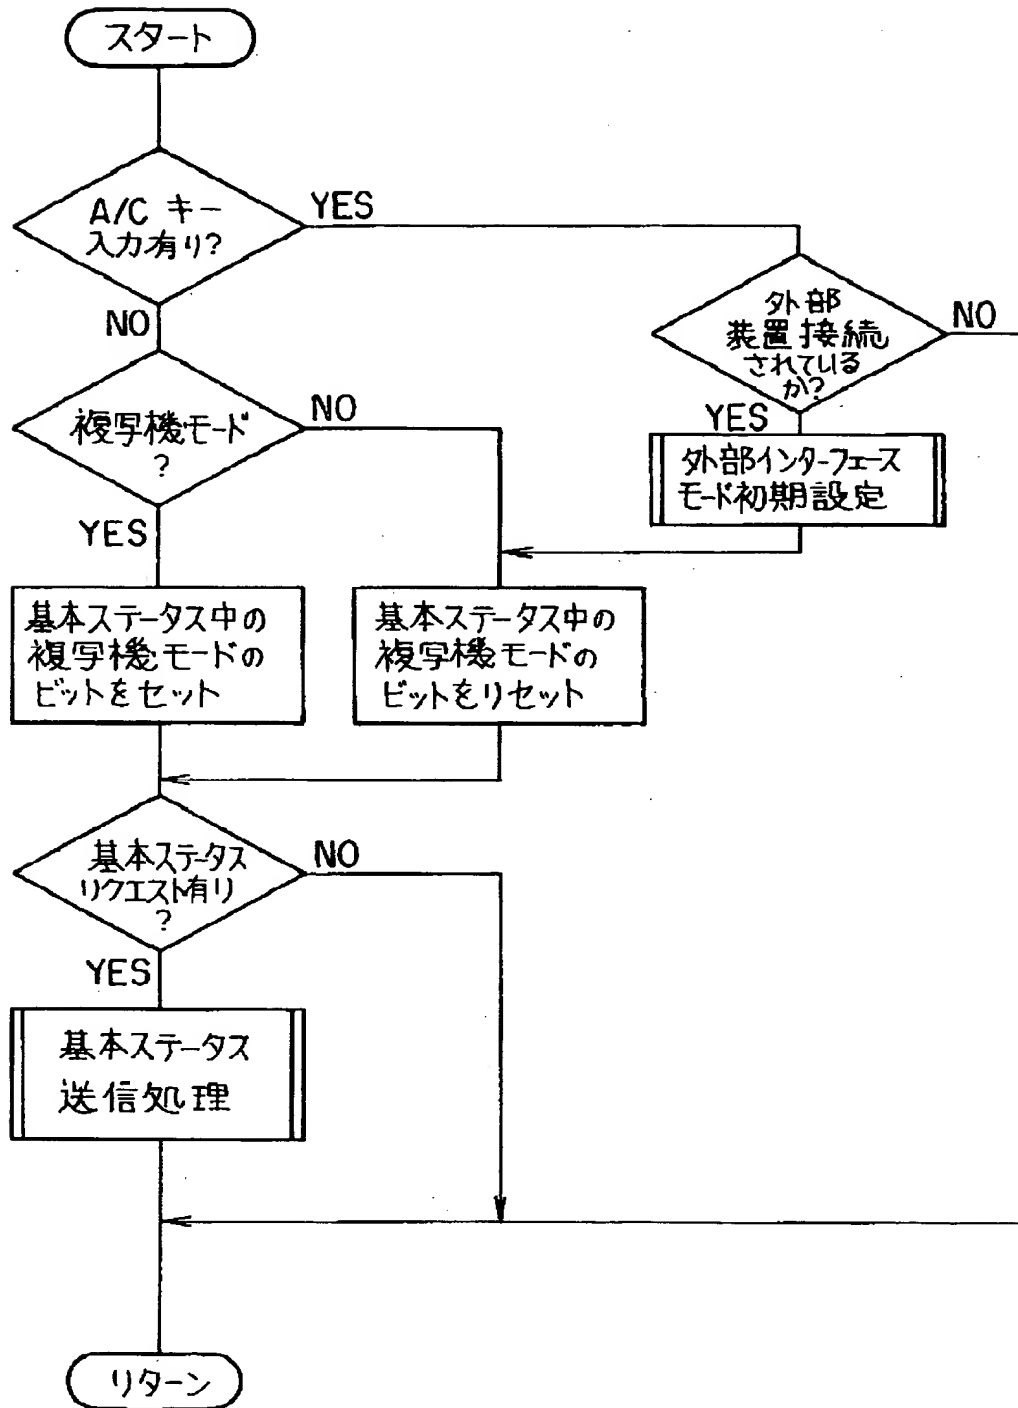 スタート
A/C キー
入力有り?
YES
NO
外部
装置接続
されている
か?
NO
YES
外部インターフェース
モード初期設定
複写機モード
?
NO
YES
基本ステータス中の
複写機モードの
ビットをセット
基本ステータス中の
複写機モードの
ビットをリセット
基本ステータス
リクエスト有り
?
NO
YES
基本ステータス
送信処理
リターン